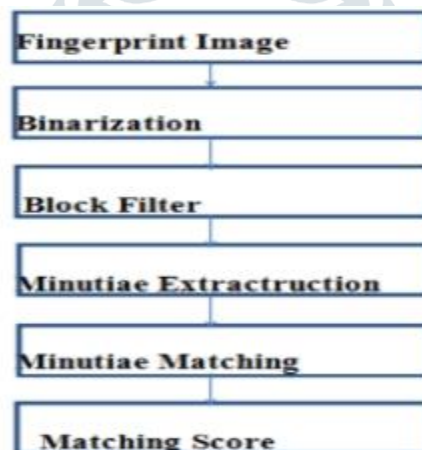 Fingerprint Image
Binarization
Block Filter
Minutiae Extractruction
Minutiae Matching
Matching Score